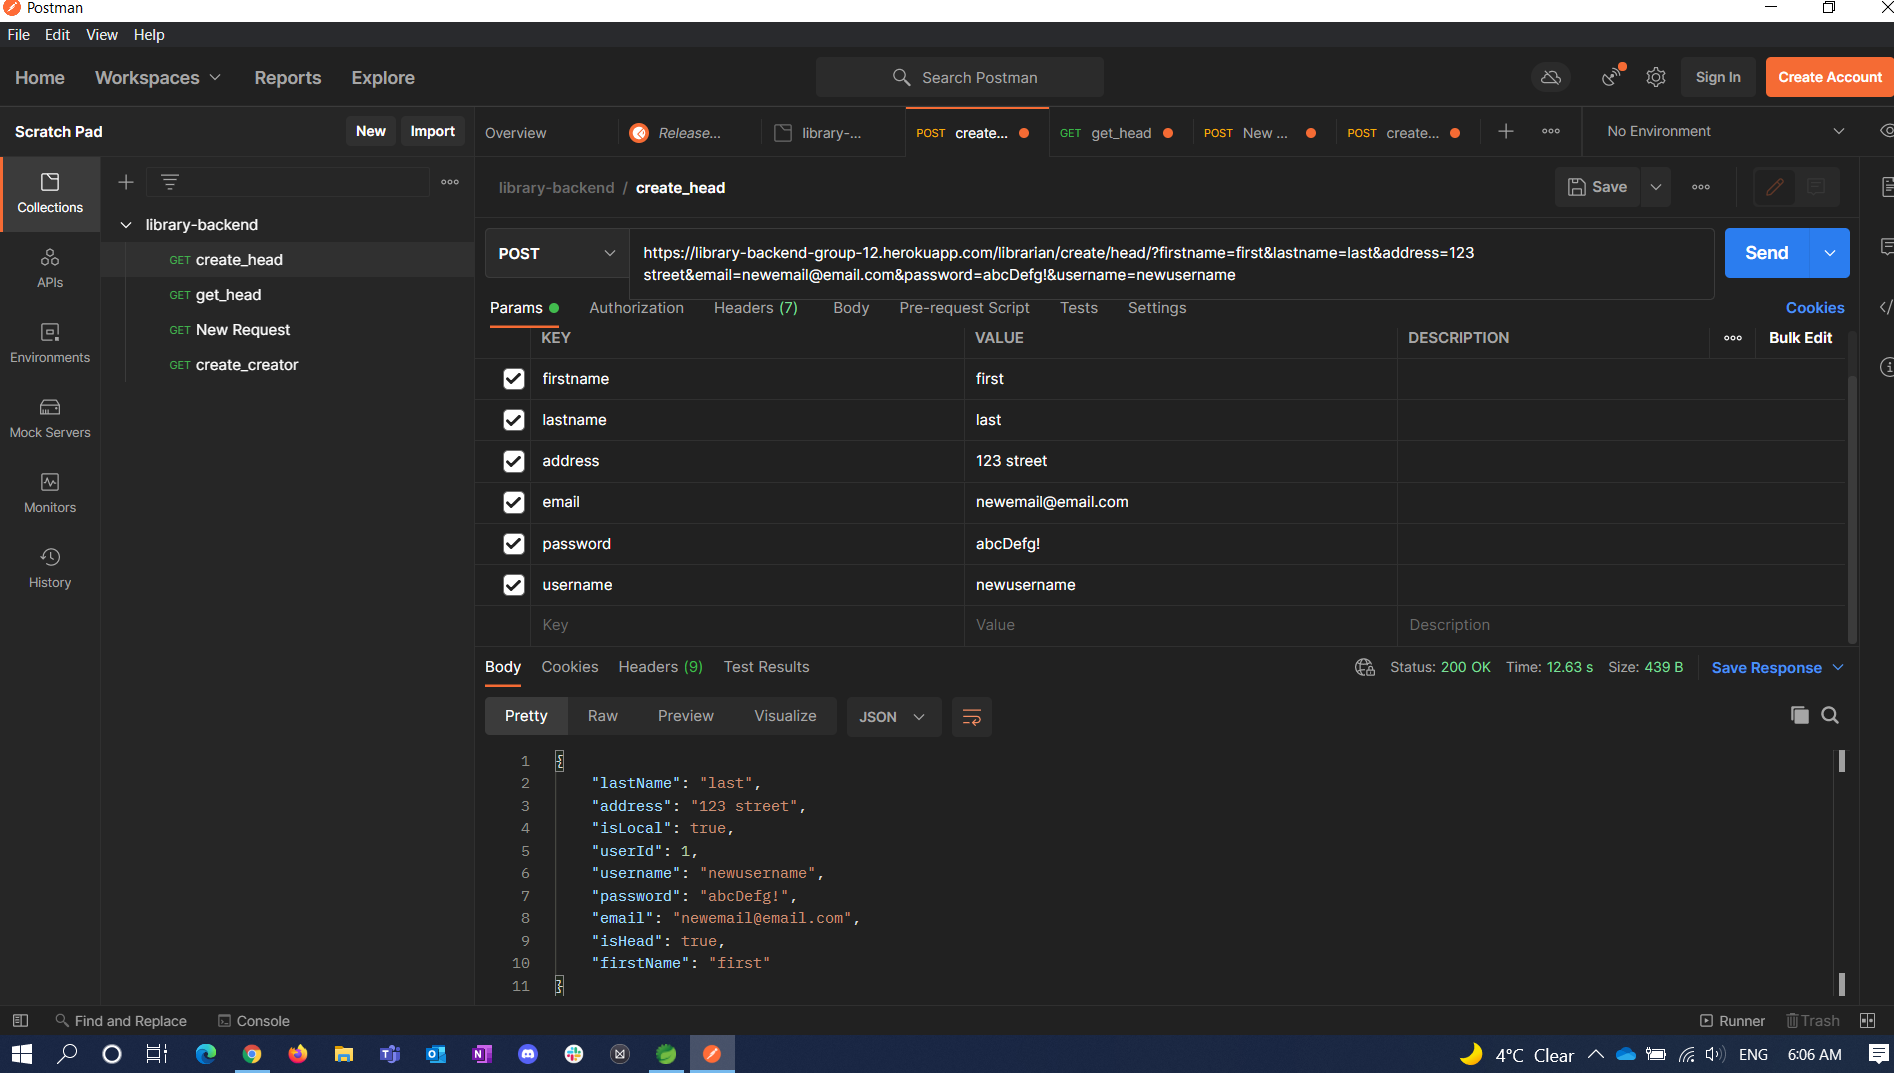 Postman
File Edit View Help
Home Workspaces Reports Explore Search Postman Sign In Create Account
Scratch Pad New Import Overview Release... library-... POST create... GET get_head POST New ... POST create... No Environment
Collections
APIs
Environments
Mock Servers
Monitors
History
library-backend
GET create_head
GET get_head
GET New Request
GET create_creator
library-backend / create_head Save
POST https://library-backend-group-12.herokuapp.com/librarian/create/head/?firstname=first&lastname=last&address=123
street&email=newemail@email.com&password=abcDefg!&username=newusername
Send
Params Authorization Headers (7) Body Pre-request Script Tests Settings Cookies
KEY VALUE DESCRIPTION Bulk Edit
firstname first
lastname last
address 123 street
email newemail@email.com
password abcDefg!
username newusername
Key Value Description
Body Cookies Headers (9) Test Results Status: 200 OK Time: 12.63 s Size: 439 B Save Response
Pretty Raw Preview Visualize JSON
1 {
2 "lastName": "last",
3 "address": "123 street",
4 "isLocal": true,
5 "userId": 1,
6 "username": "newusername",
7 "password": "abcDefg!",
8 "email": "newemail@email.com",
9 "isHead": true,
10 "firstName": "first"
11 }
Find and Replace Console Runner Trash
4°C Clear ENG 6:06 AM